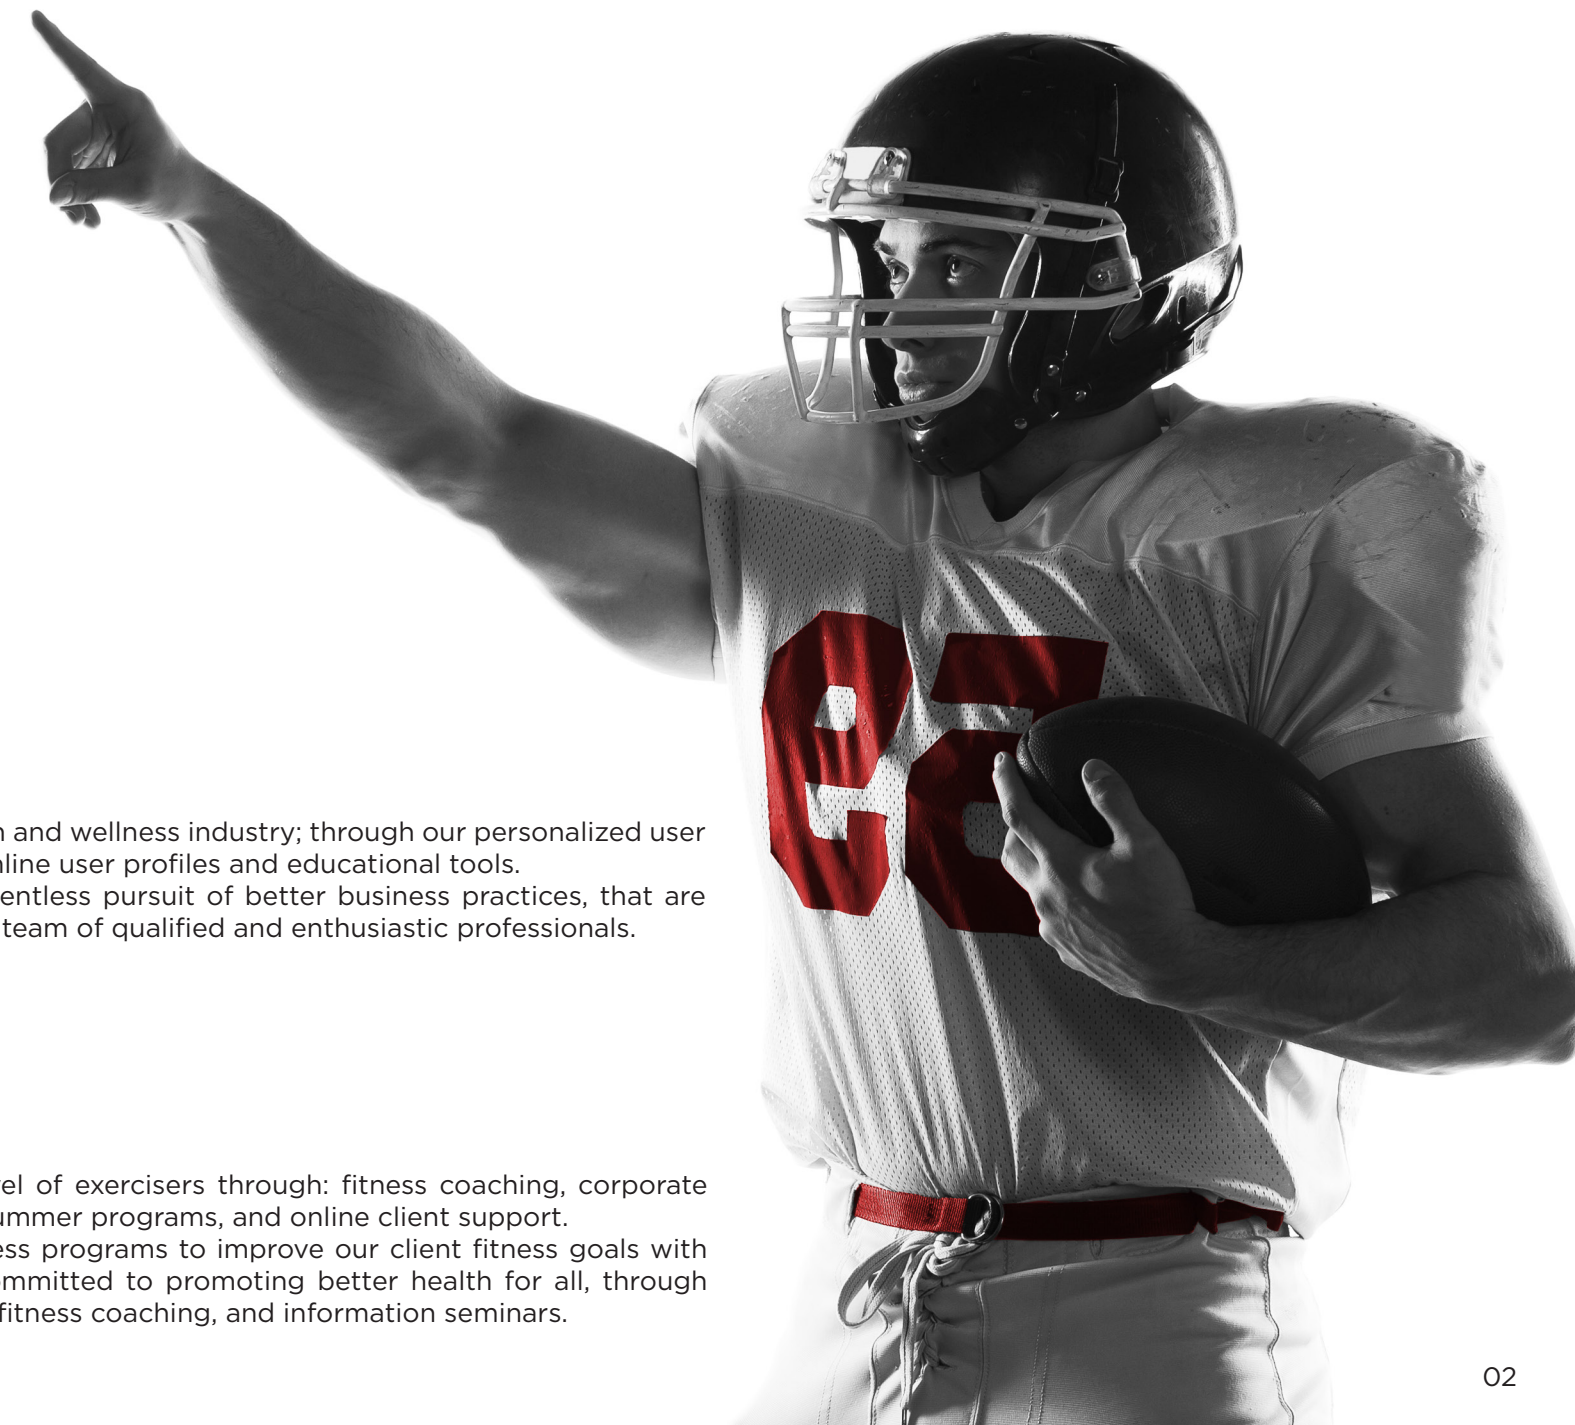 n and wellness industry; through our personalized user
nline user profiles and educational tools.
entless pursuit of better business practices, that are
team of qualified and enthusiastic professionals.
el of exercisers through: fitness coaching, corporate
ummer programs, and online client support.
ess programs to improve our client fitness goals with
mmitted to promoting better health for all, through
fitness coaching, and information seminars.
02